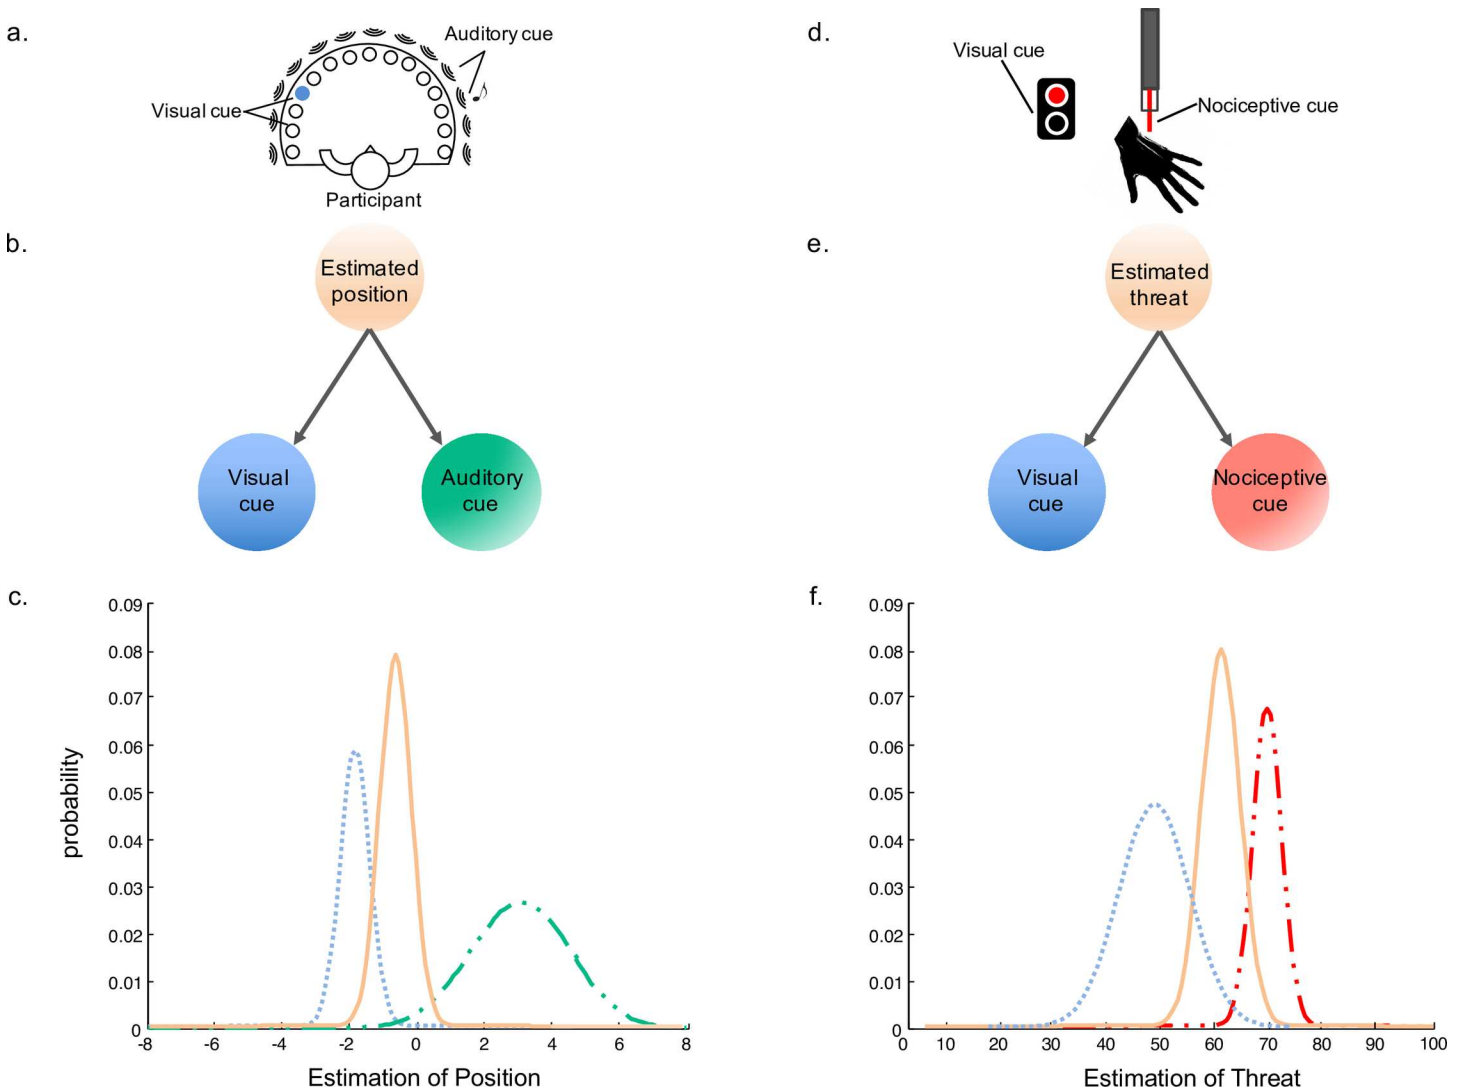 a.
Auditory cue
Visual cue
Participant
b.
Estimated
position
Visual
cue
Auditory
cue
c.
0.09
0.08
0.07
0.06
0.05
0.04
0.03
0.02
0.01
0
probability
-8 -6 -4 -2 0 2 4 6 8
Estimation of Position
d.
Visual cue
Nociceptive cue
e.
Estimated
threat
Visual
cue
Nociceptive
cue
f.
0.09
0.08
0.07
0.06
0.05
0.04
0.03
0.02
0.01
0
0 10 20 30 40 50 60 70 80 90 100
Estimation of Threat